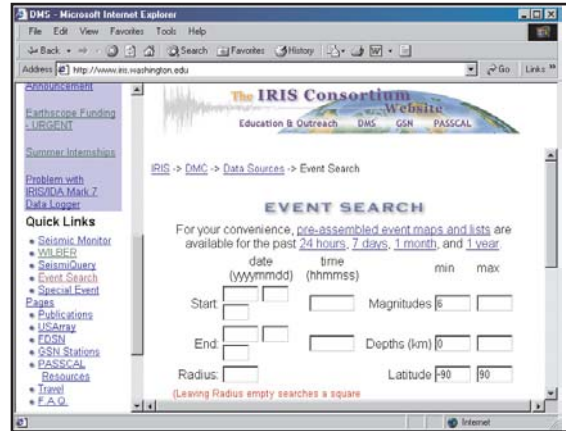 DMS - Microsoft Internet Explorer
File Edit View Favorites Tools Help
Back Search Favorites History
Address http://www.iris.washington.edu Go Links »
Announcement
Earthscope Funding
- URGENT
Summer Internships
Problem with
IRIS/IDA Mark 7
Data Logger
Quick Links
Seismic Monitor
WILBER
SeismiQuery
Event Search
Special Event
Pages
Publications
USArray
FDSN
GSN Stations
PASSCAL
Resources
Travel
F.A.Q.
The IRIS Consortium
Website
Education & Outreach DMS GSN PASSCAL
IRIS -> DMC -> Data Sources -> Event Search
EVENT SEARCH
For your convenience, pre-assembled event maps and lists are
available for the past 24 hours, 7 days, 1 month, and 1 year
date time
(yyyymmdd) (hhmmss) min max
Start: Magnitudes 6
End: Depths (km) 0
Radius: Latitude -90 90
(Leaving Radius empty searches a square
Internet